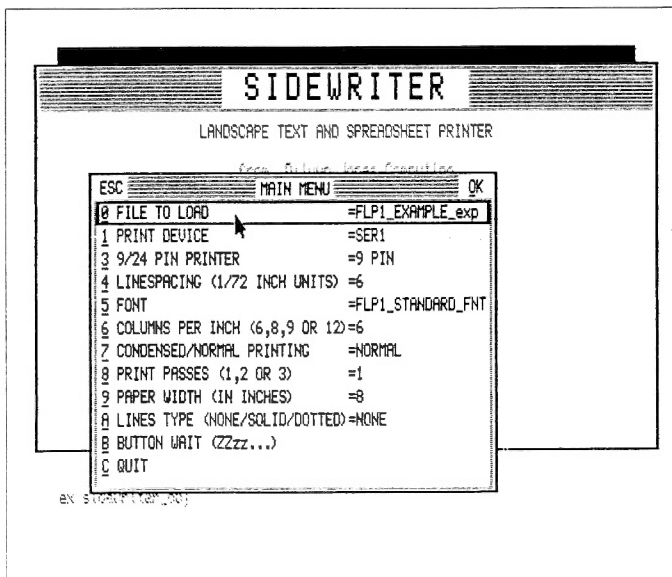 SIDEWRITER
LANDSCAPE TEXT AND SPREADSHEET PRINTER
ESC MAIN MENU OK
0 FILE TO LOAD =FLP1_EXAMPLE_exp
1 PRINT DEVICE =SER1
3 9/24 PIN PRINTER =9 PIN
4 LINESPACING (1/72 INCH UNITS) =6
5 FONT =FLP1_STANDARD_FNT
6 COLUMNS PER INCH (6,8,9 OR 12)=6
7 CONDENSED/NORMAL PRINTING =NORMAL
8 PRINT PASSES (1,2 OR 3) =1
9 PAPER WIDTH (IN INCHES) =8
A LINES TYPE (NONE/SOLID/DOTTED)=NONE
B BUTTON WAIT (ZZzz...)
C QUIT
ex